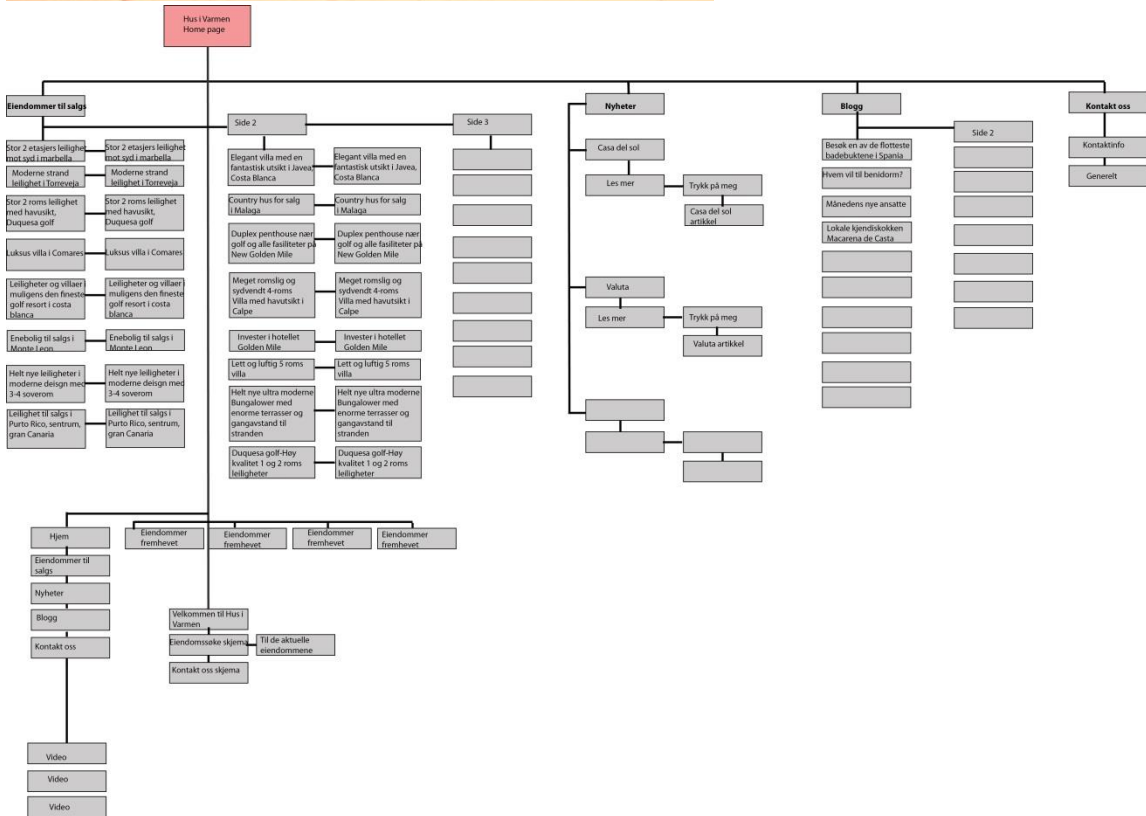 Hus i Varmen
Home page
Eiendommer til salgs
Stor 2 etasjers leilighet
mot syd i marbella
Stor 2 etasjers leilighet
mot syd i marbella
Moderne strand
leilighet i Torreveja
Moderne strand
leilighet i Torreveja
Stor 2 roms leilighet
med havusikt,
Duquesa golf
Stor 2 roms leilighet
med havusikt,
Duquesa golf
Luksus villa i Comares
Luksus villa i Comares
Leiligheter og villaer i
muligens den fineste
golf resort i costa
blanca
Leiligheter og villaer i
muligens den fineste
golf resort i costa
blanca
Enebolig til salgs i
Monte Leon
Enebolig til salgs i
Monte Leon
Helt nye leiligheter i
moderne deisgn med
3-4 soverom
Helt nye leiligheter i
moderne deisgn med
3-4 soverom
Leilighet til salgs i
Purto Rico, sentrum,
gran Canaria
Leilighet til salgs i
Purto Rico, sentrum,
gran Canaria
Side 2
Elegant villa med en
fantastisk utsikt i Javea,
Costa Blanca
Elegant villa med en
fantastisk utsikt i Javea,
Costa Blanca
Country hus for salg
i Malaga
Country hus for salg
i Malaga
Duplex penthouse nær
golf og alle fasiliteter på
New Golden Mile
Duplex penthouse nær
golf og alle fasiliteter på
New Golden Mile
Meget romslig og
sydvendt 4-roms
Villa med havutsikt i
Calpe
Meget romslig og
sydvendt 4-roms
Villa med havutsikt i
Calpe
Invester i hotellet
Golden Mile
Invester i hotellet
Golden Mile
Lett og luftig 5 roms
villa
Lett og luftig 5 roms
villa
Helt nye ultra moderne
Bungalower med
enorme terrasser og
gangavstand til
stranden
Helt nye ultra moderne
Bungalower med
enorme terrasser og
gangavstand til
stranden
Duquesa golf-Høy
kvalitet 1 og 2 roms
leiligheter
Duquesa golf-Høy
kvalitet 1 og 2 roms
leiligheter
Side 3
Nyheter
Casa del sol
Les mer
Trykk på meg
Casa del sol
artikkel
Valuta
Les mer
Trykk på meg
Valuta artikkel
Blogg
Besøk en av de flotteste
badebuktene i Spania
Hvem vil til benidorm?
Månedens nye ansatte
Lokale kjendiskokken
Macarena de Casta
Side 2
Kontakt oss
Kontaktinfo
Generelt
Hjem
Eiendommer til
salgs
Nyheter
Blogg
Kontakt oss
Video
Video
Video
Eiendommer
fremhevet
Eiendommer
fremhevet
Eiendommer
fremhevet
Eiendommer
fremhevet
Velkommen til Hus i
Varmen
Eiendomssøke skjema
Til de aktuelle
eiendommene
Kontakt oss skjema